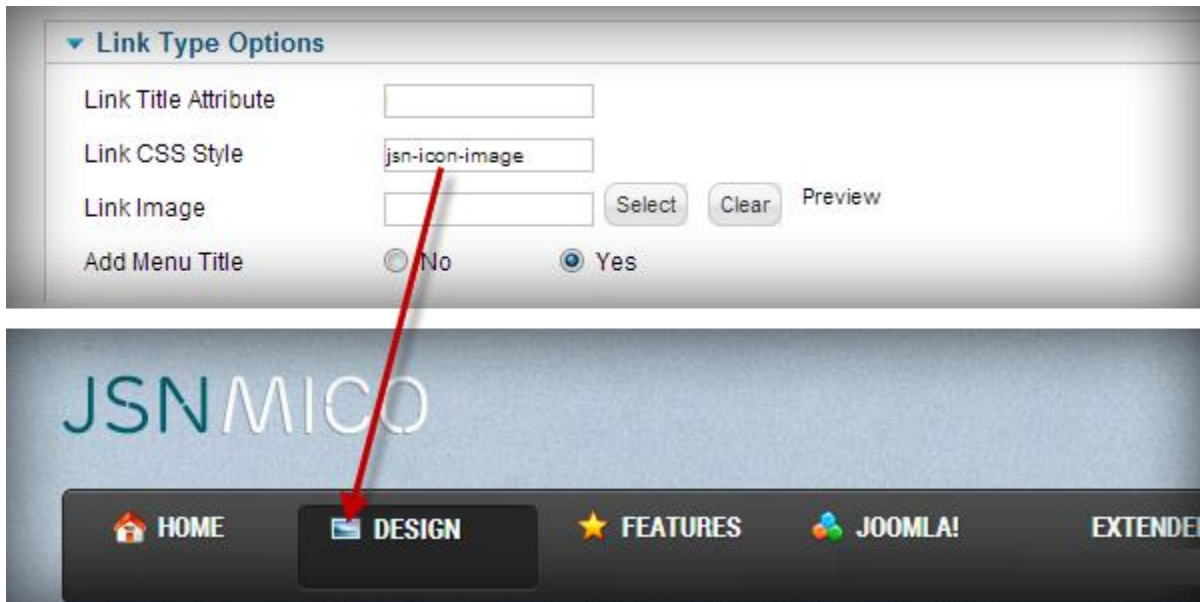 Link Type Options
Link Title Attribute
Link CSS Style jsn-icon-image
Link Image Select Clear Preview
Add Menu Title No Yes
JSNMICO
HOME DESIGN FEATURES JOOMLA! EXTENDE